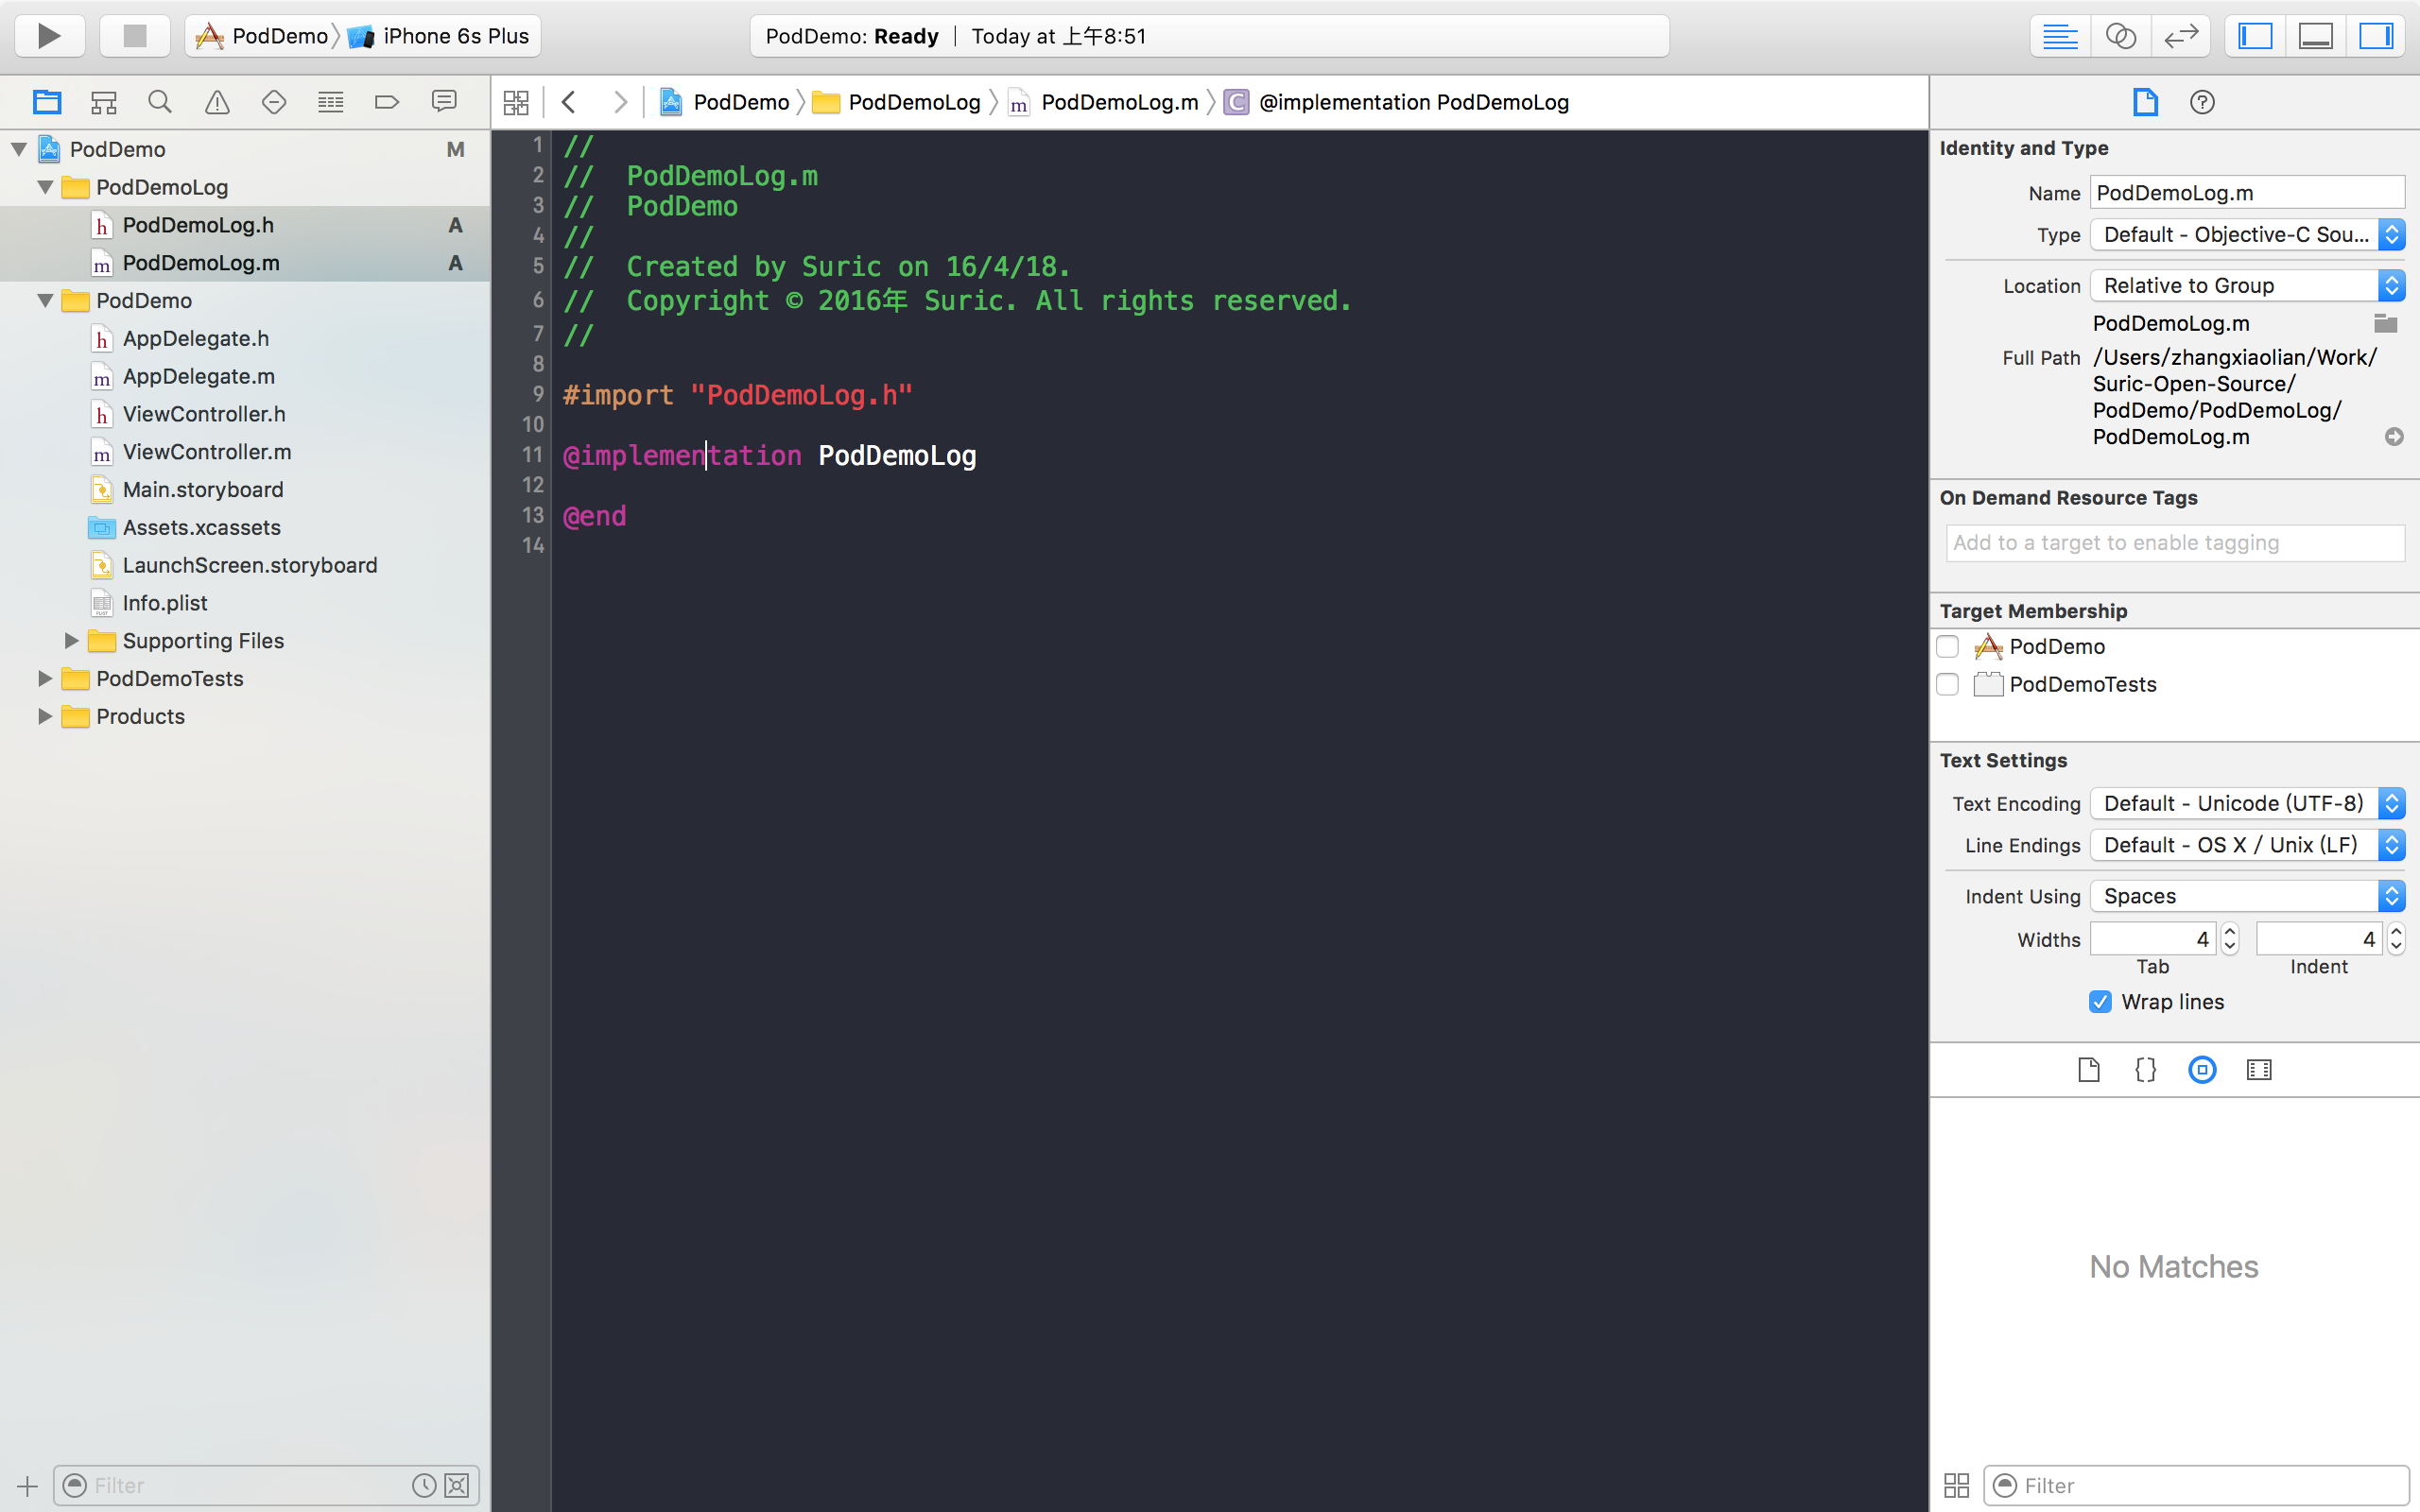 PodDemo iPhone 6s Plus
PodDemo: Ready | Today at 上午8:51
PodDemo PodDemoLog PodDemoLog.m C @implementation PodDemoLog
PodDemo M
PodDemoLog
h PodDemoLog.h A
m PodDemoLog.m A
PodDemo
h AppDelegate.h
m AppDelegate.m
h ViewController.h
m ViewController.m
Main.storyboard
Assets.xcassets
LaunchScreen.storyboard
Info.plist
Supporting Files
PodDemoTests
Products
Filter
1 //
2 //  PodDemoLog.m
3 //  PodDemo
4 //
5 //  Created by Suric on 16/4/18.
6 //  Copyright © 2016年 Suric. All rights reserved.
7 //
8
9 #import "PodDemoLog.h"
10
11 @implementation PodDemoLog
12
13 @end
14
Identity and Type
Name PodDemoLog.m
Type Default - Objective-C Sou...
Location Relative to Group
PodDemoLog.m
Full Path /Users/zhangxiaolian/Work/
Suric-Open-Source/
PodDemo/PodDemoLog/
PodDemoLog.m
On Demand Resource Tags
Add to a target to enable tagging
Target Membership
PodDemo
PodDemoTests
Text Settings
Text Encoding Default - Unicode (UTF-8)
Line Endings Default - OS X / Unix (LF)
Indent Using Spaces
Widths 4 4
Tab Indent
Wrap lines
{}
No Matches
Filter